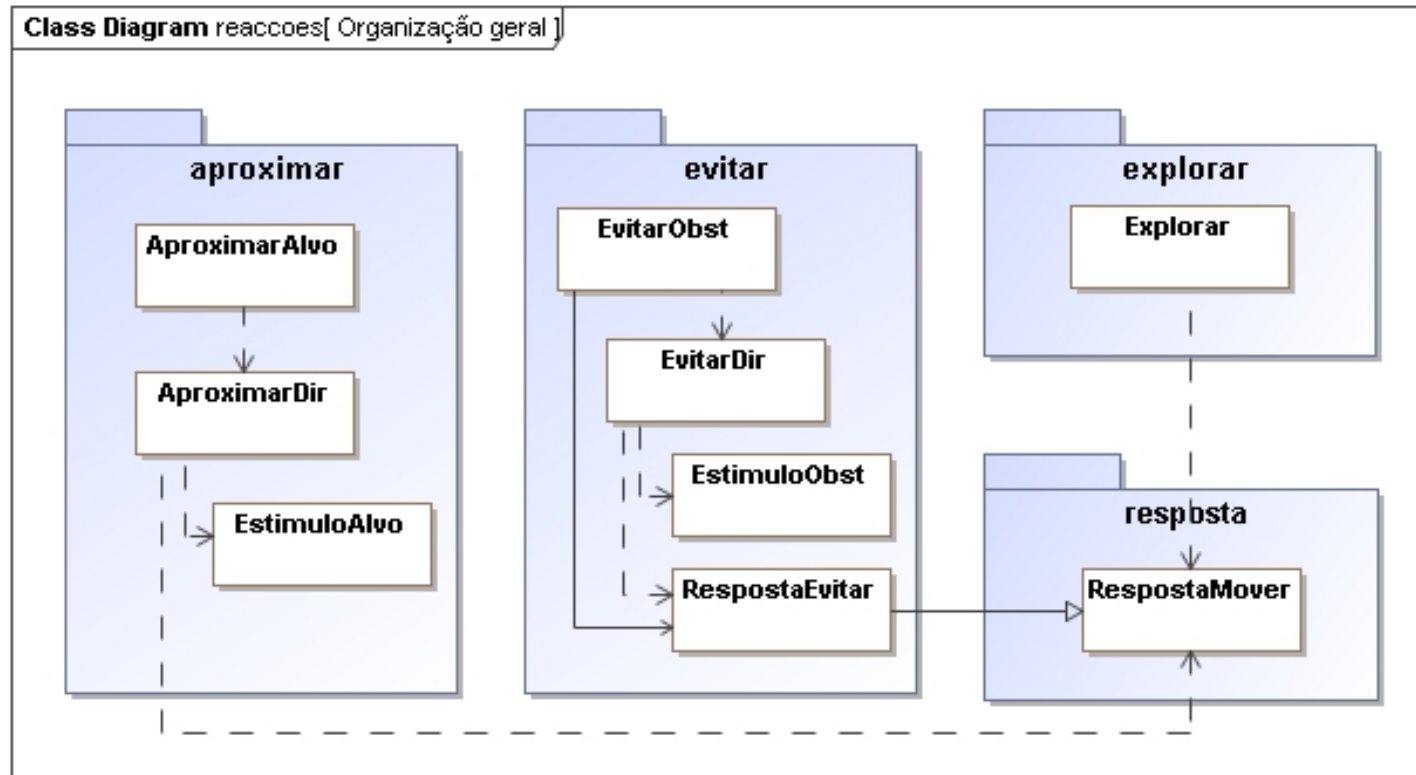 Class Diagram reaccoes[ Organização geral ]
aproximar
AproximarAlvo
AproximarDir
EstimuloAlvo
evitar
EvitarObst
EvitarDir
EstimuloObst
RespostaEvitar
explorar
Explorar
resposta
RespostaMover